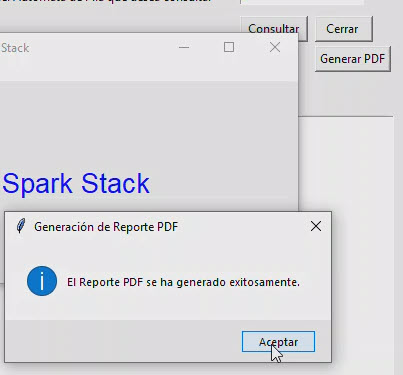 que desea consultar
Consultar
Cerrar
Generar PDF
Stack
Spark Stack
Generación de Reporte PDF
El Reporte PDF se ha generado exitosamente.
Aceptar